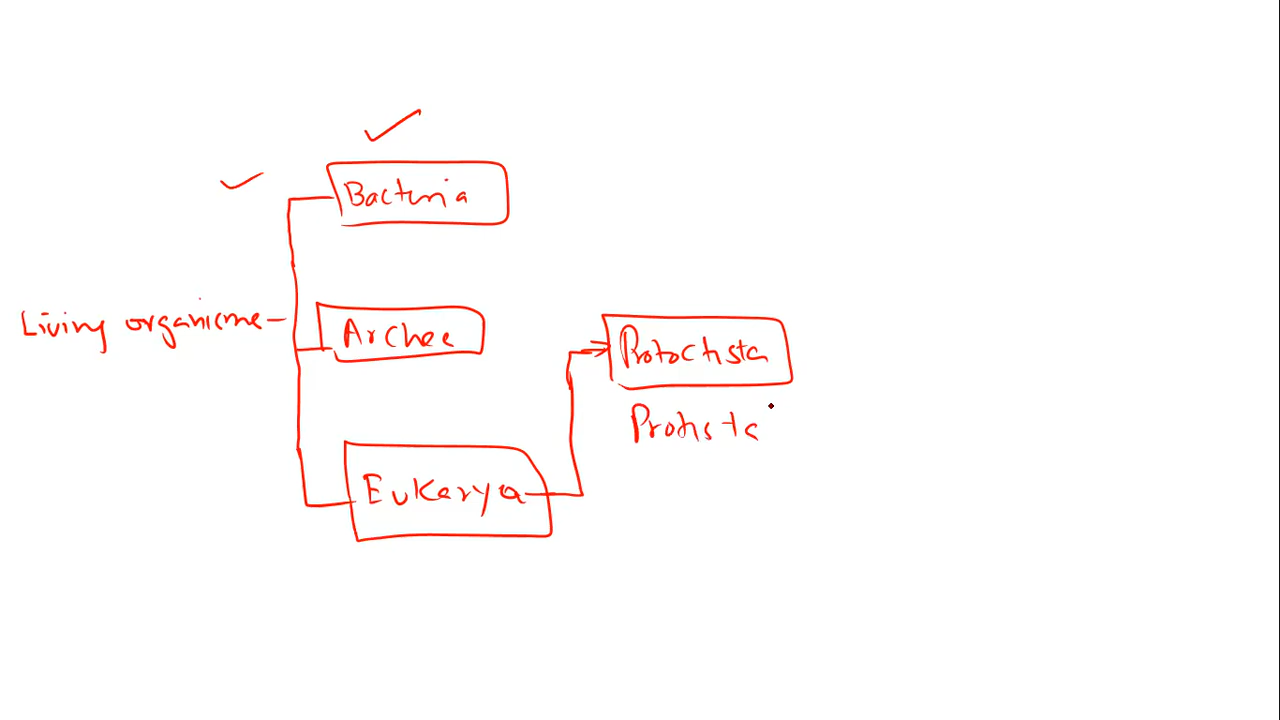 Bacteria
Living organisms
Archea
Protoctista
Protista
Eukarya